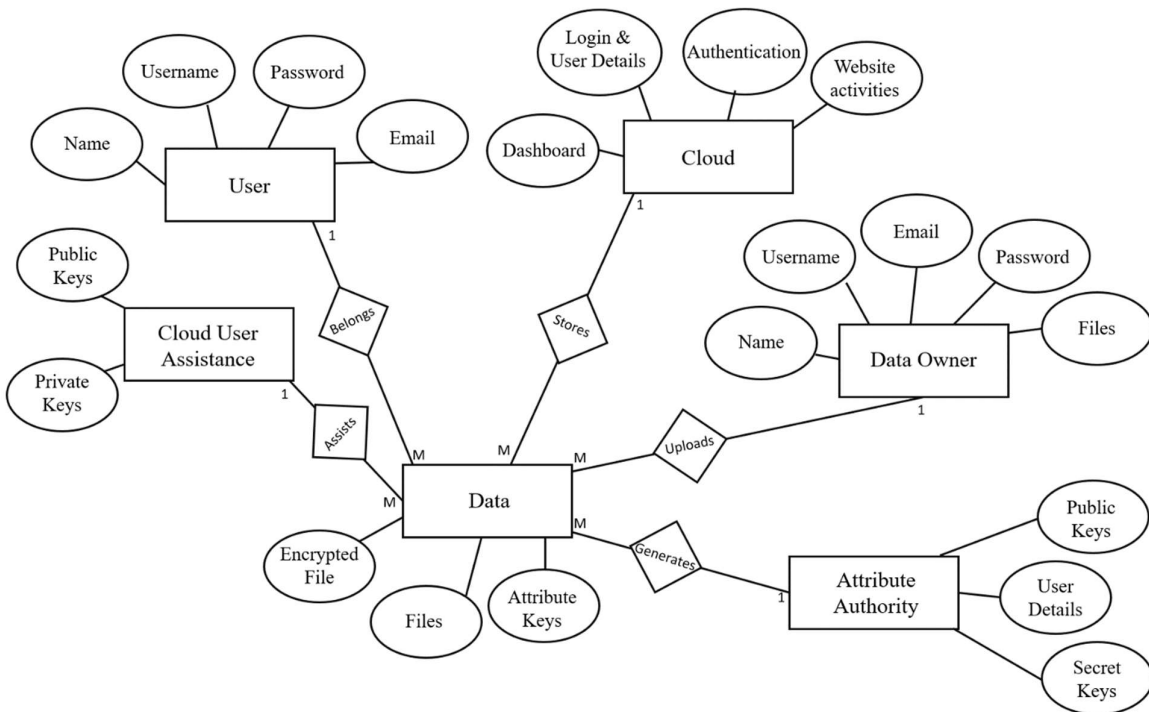 Login &
User Details
Authentication
Website
activities
Username
Password
Name
Email
Dashboard
Cloud
User
1
1
Public
Keys
Email
Username
Password
Cloud User
Assistance
Belongs
Stores
Name
Files
Data Owner
Private
Keys
1
1
Assists
Uploads
M
M
M
M
Data
M
Public
Keys
Encrypted
File
Generates
Attribute
Authority
1
User
Details
Files
Attribute
Keys
Secret
Keys